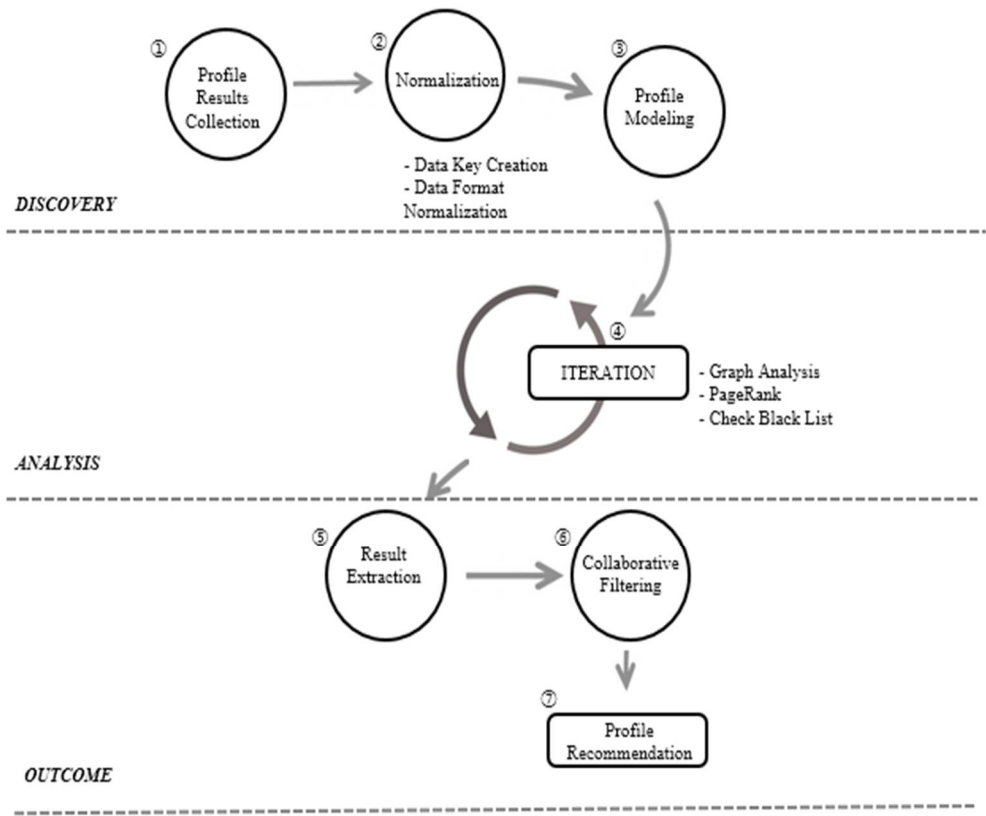 ①
Profile
Results
Collection
②
Normalization
- Data Key Creation
- Data Format
Normalization
③
Profile
Modeling
DISCOVERY
④
ITERATION
- Graph Analysis
- PageRank
- Check Black List
ANALYSIS
⑤
Result
Extraction
⑥
Collaborative
Filtering
⑦
Profile
Recommendation
OUTCOME